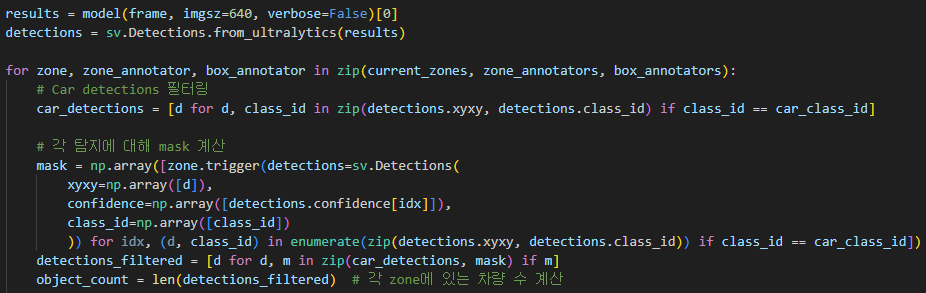 results = model(frame, imgsz=640, verbose=False)[0]
detections = sv.Detections.from_ultralytics(results)
for zone, zone_annotator, box_annotator in zip(current_zones, zone_annotators, box_annotators):
# Car detections 필터링
car_detections = [d for d, class_id in zip(detections.xyxy, detections.class_id) if class_id == car_class_id]
# 각 탐지에 대해 mask 계산
mask = np.array([zone.trigger(detections=sv.Detections(
xyxy=np.array([d]),
confidence=np.array([detections.confidence[idx]]),
class_id=np.array([class_id])
)) for idx, (d, class_id) in enumerate(zip(detections.xyxy, detections.class_id)) if class_id == car_class_id])
detections_filtered = [d for d, m in zip(car_detections, mask) if m]
object_count = len(detections_filtered)  # 각 zone에 있는 차량 수 계산